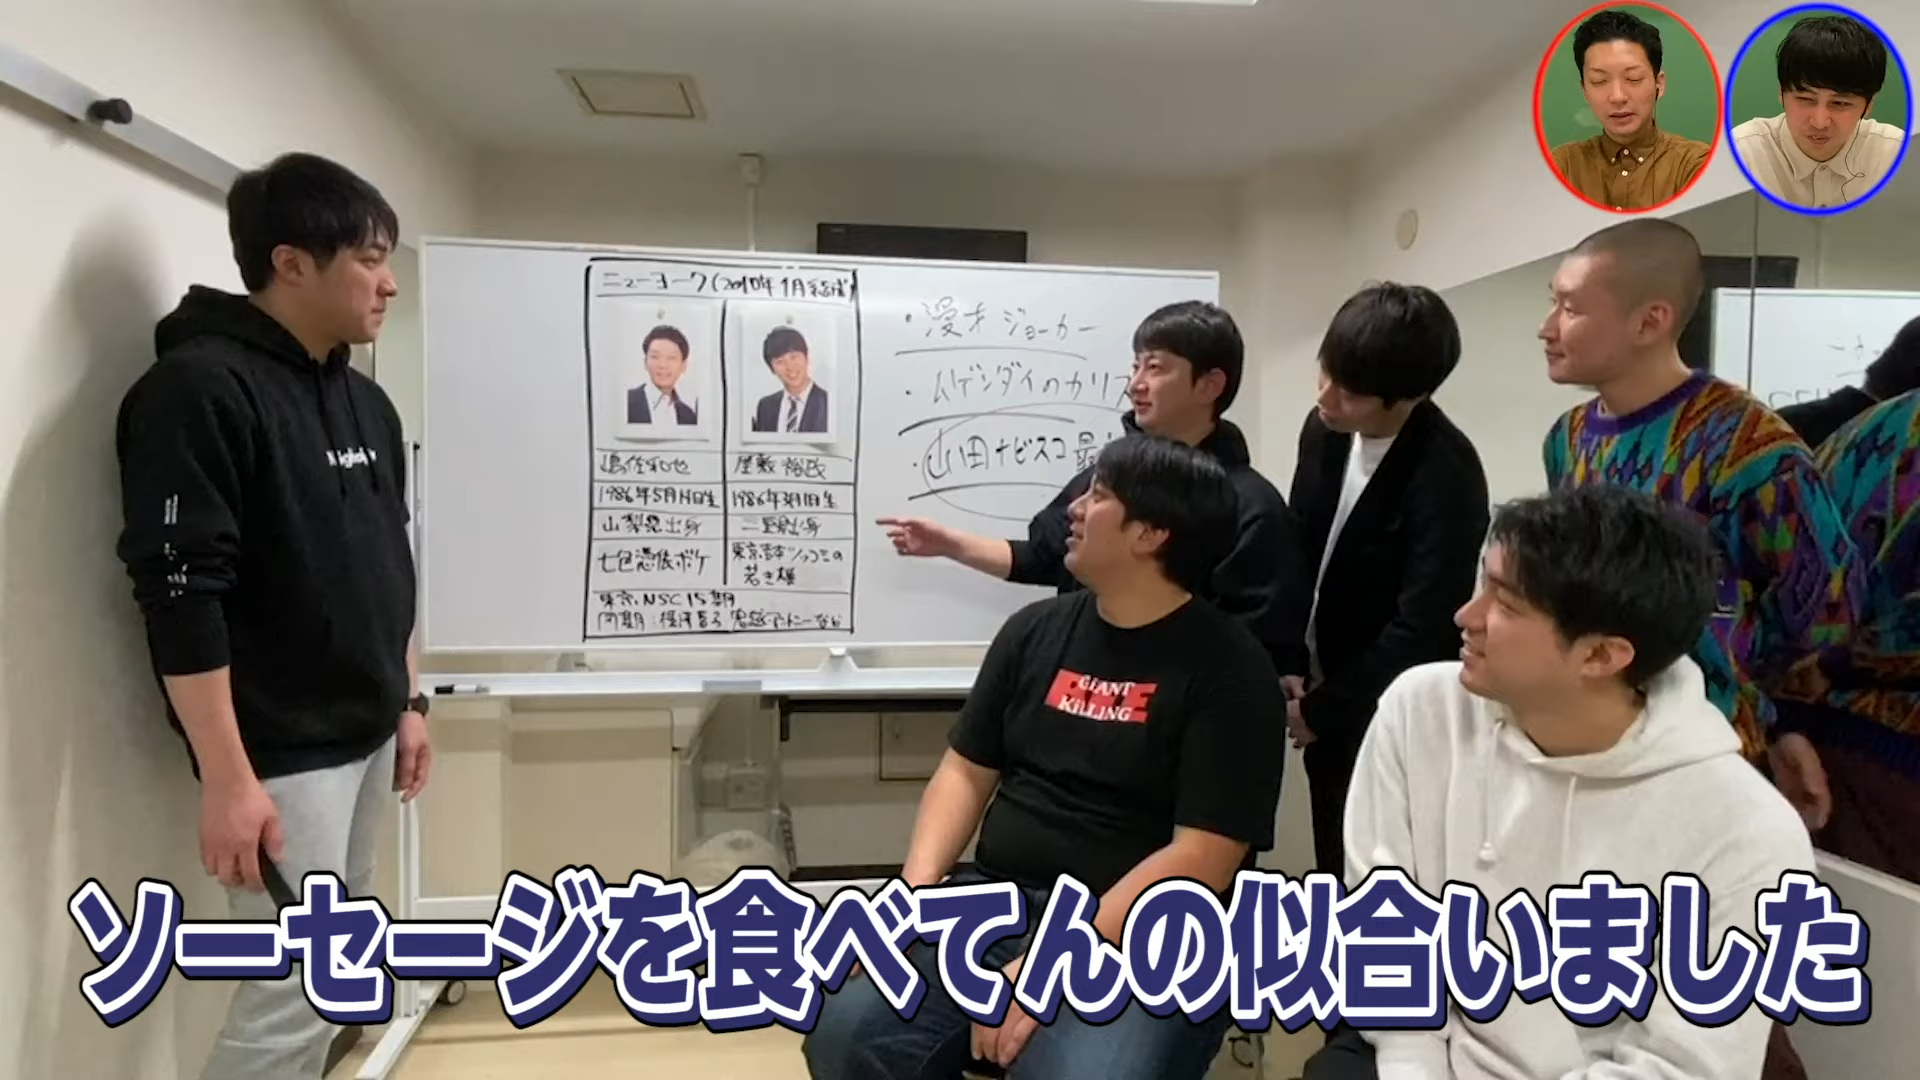 ニューヨーク(2010年1月結成)
嶋佐和也
屋敷裕政
1986年5月14日生
1986年3月1日生
山梨県出身
三重県出身
七色憑依ボケ
東京吉本ツッコミの
若き雄
東京NSC15期
同期:
・漫才ジョーカー
・ムゲンダイのカリス
・山田ナビスコ最
GIANT
KILLING
ソーセージを食べてんの似合いました